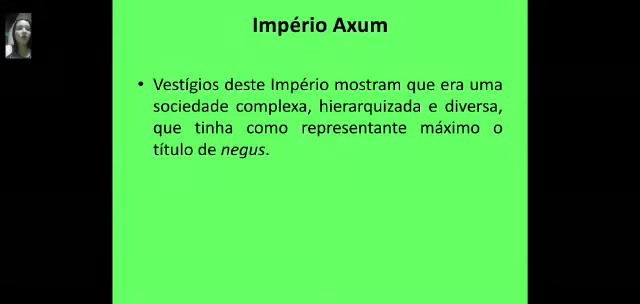 Império Axum
• Vestígios deste Império mostram que era uma
sociedade complexa, hierarquizada e diversa,
que tinha como representante máximo o
título de negus.